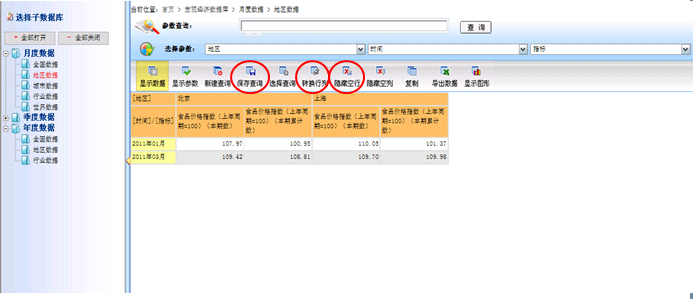 选择子数据库
+ 全部打开
- 全部关闭
月度数据
全国数据
地区数据
城市数据
行业数据
世界数据
季度数据
年度数据
全国数据
地区数据
行业数据
当前位置: 首页 > 宏观经济数据库 > 月度数据 > 地区数据
参数查询:
查 询
选择参数: 地区 时间 指标
显示数据 显示参数 新建查询 保存查询 选择查询 转换行列 隐藏空行 隐藏空列 复制 导出数据 显示图形
[地区] 北京 上海
[时间]/[指标] 食品价格指数（上年同期=100）（本期数） 食品价格指数（上年同期=100）（本期累计数） 食品价格指数（上年同期=100）（本期数） 食品价格指数（上年同期=100）（本期累计数）
2011年01月 107.97 100.95 110.05 101.37
2011年03月 109.42 108.81 109.70 109.98